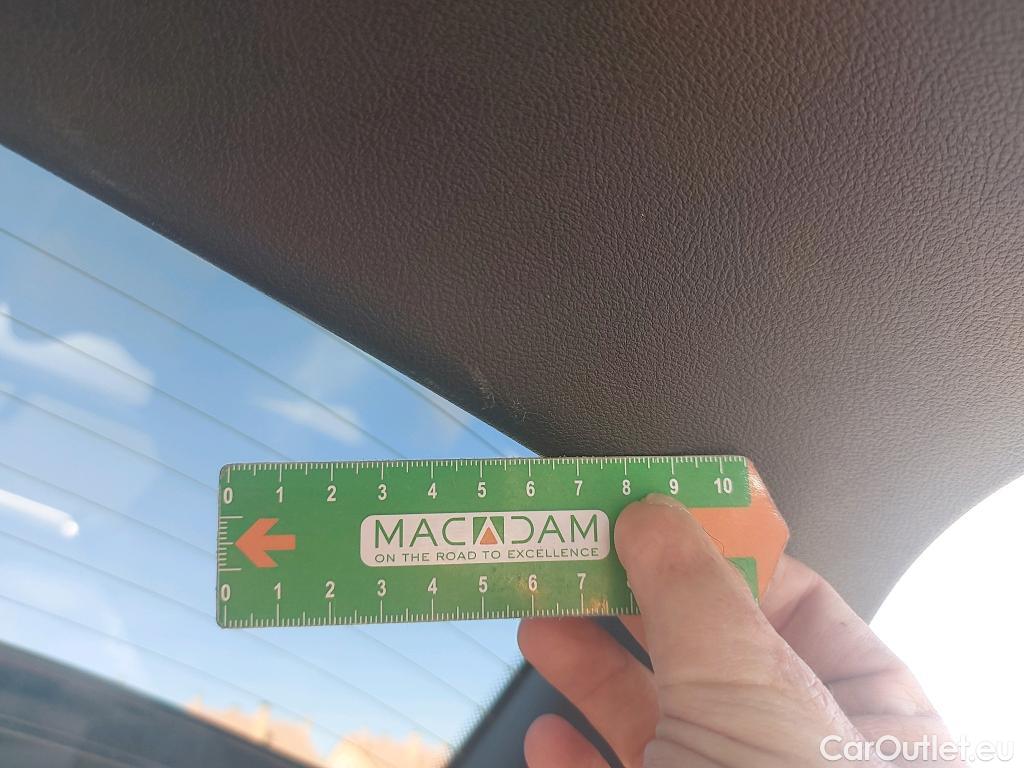 0 1 2 3 4 5 6 7 8 9 10
MACADAM
ON THE ROAD TO EXCELLENCE
0 1 2 3 4 5 6 7
CarOutlet.eu